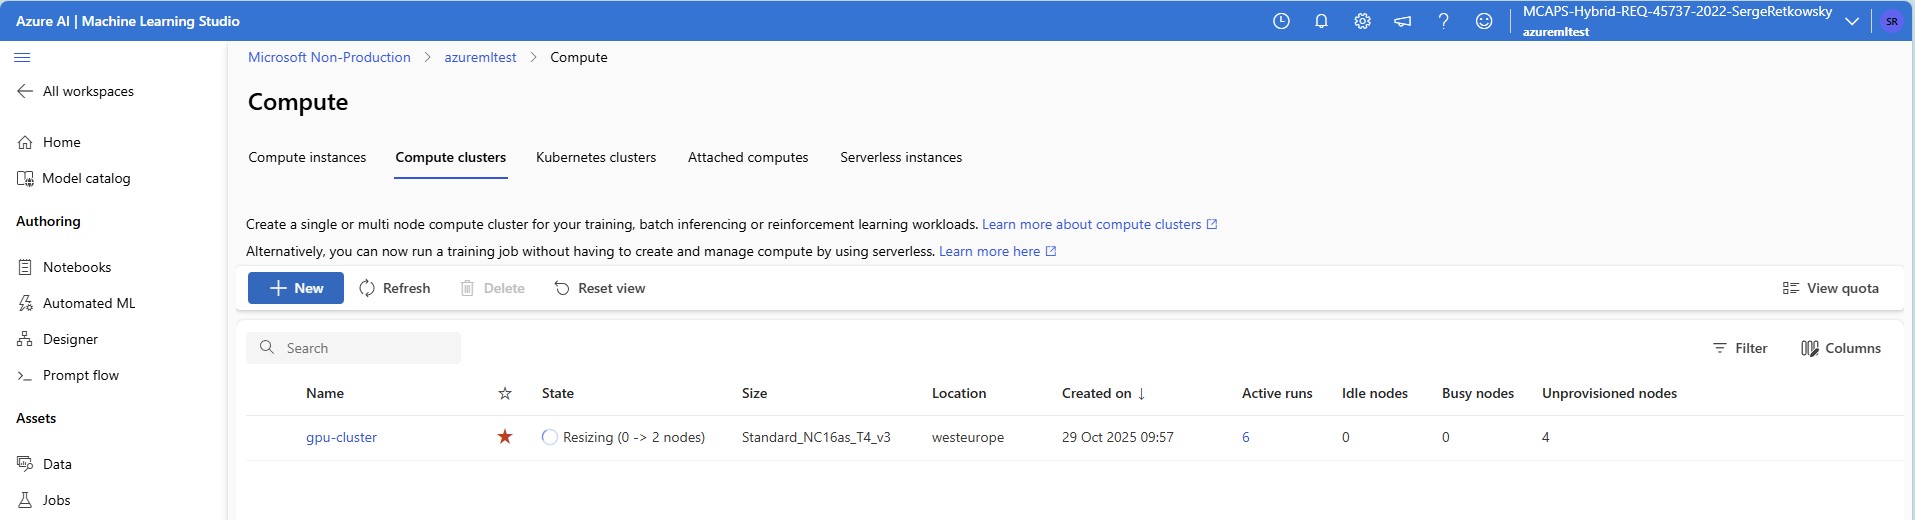 Azure AI | Machine Learning Studio
MCAPS-Hybrid-REQ-45737-2022-SergeRetkowsky
azuremltest
SR
All workspaces
Home
Model catalog
Authoring
Notebooks
Automated ML
Designer
Prompt flow
Assets
Data
Jobs
Microsoft Non-Production > azuremltest > Compute
Compute
Compute instances Compute clusters Kubernetes clusters Attached computes Serverless instances
Create a single or multi node compute cluster for your training, batch inferencing or reinforcement learning workloads. Learn more about compute clusters
Alternatively, you can now run a training job without having to create and manage compute by using serverless. Learn more here
New Refresh Delete Reset view View quota
Search Filter Columns
Name State Size Location Created on ↓ Active runs Idle nodes Busy nodes Unprovisioned nodes
gpu-cluster Resizing (0 -> 2 nodes) Standard_NC16as_T4_v3 westeurope 29 Oct 2025 09:57 6 0 0 4